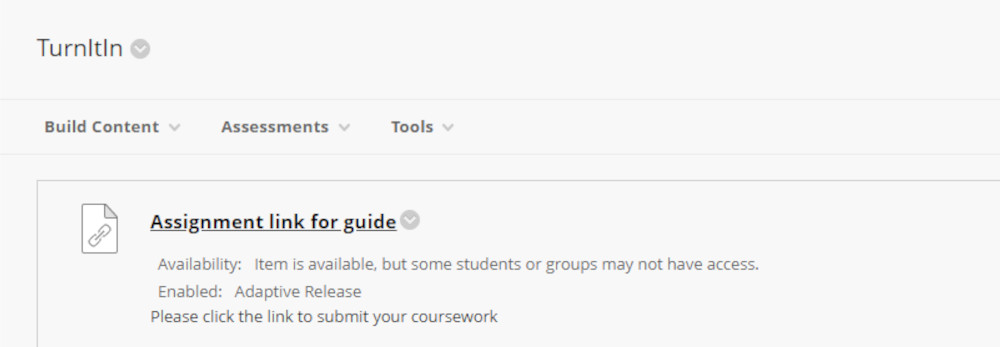 TurnItIn
Build Content Assessments Tools
Assignment link for guide
Availability: Item is available, but some students or groups may not have access.
Enabled: Adaptive Release
Please click the link to submit your coursework